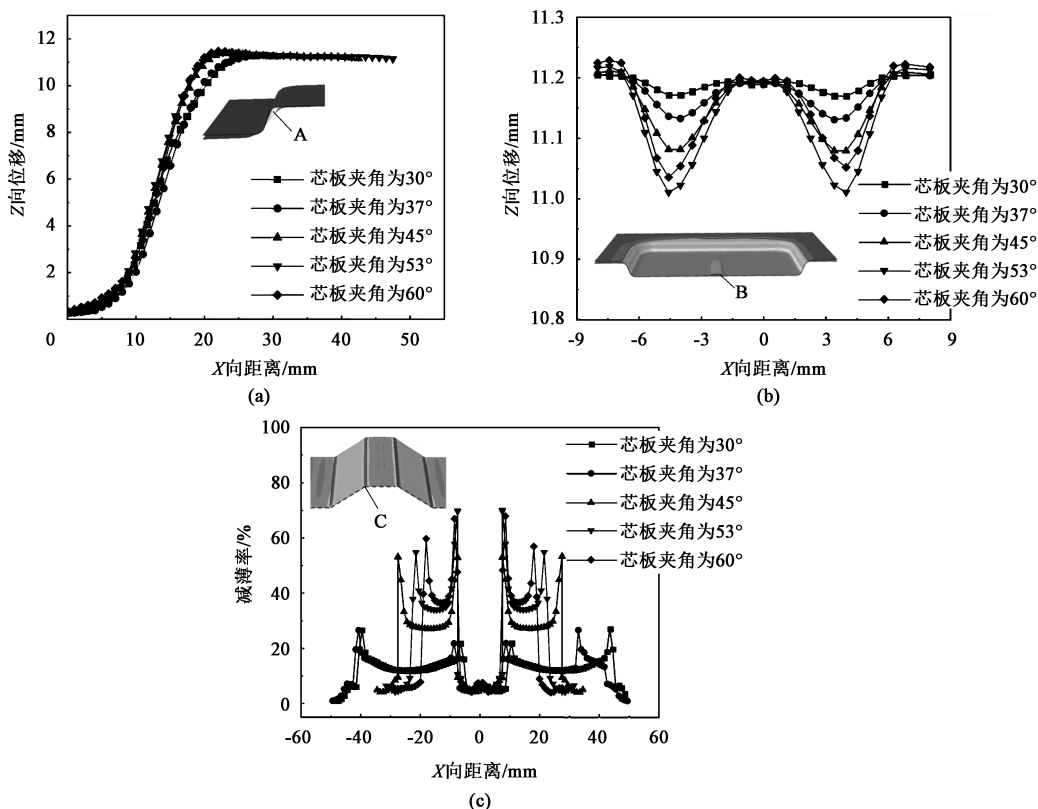 12
10
8
6
4
2
0
10
20
30
40
50
Z向位移/mm
X向距离/mm
A
芯板夹角为30°
芯板夹角为37°
芯板夹角为45°
芯板夹角为53°
芯板夹角为60°
(a)
11.3
11.2
11.1
11.0
10.9
10.8
-9
-6
-3
0
3
6
9
Z向位移/mm
X向距离/mm
B
芯板夹角为30°
芯板夹角为37°
芯板夹角为45°
芯板夹角为53°
芯板夹角为60°
(b)
100
80
60
40
20
0
-60
-40
-20
0
20
40
60
减薄率/%
X向距离/mm
C
芯板夹角为30°
芯板夹角为37°
芯板夹角为45°
芯板夹角为53°
芯板夹角为60°
(c)